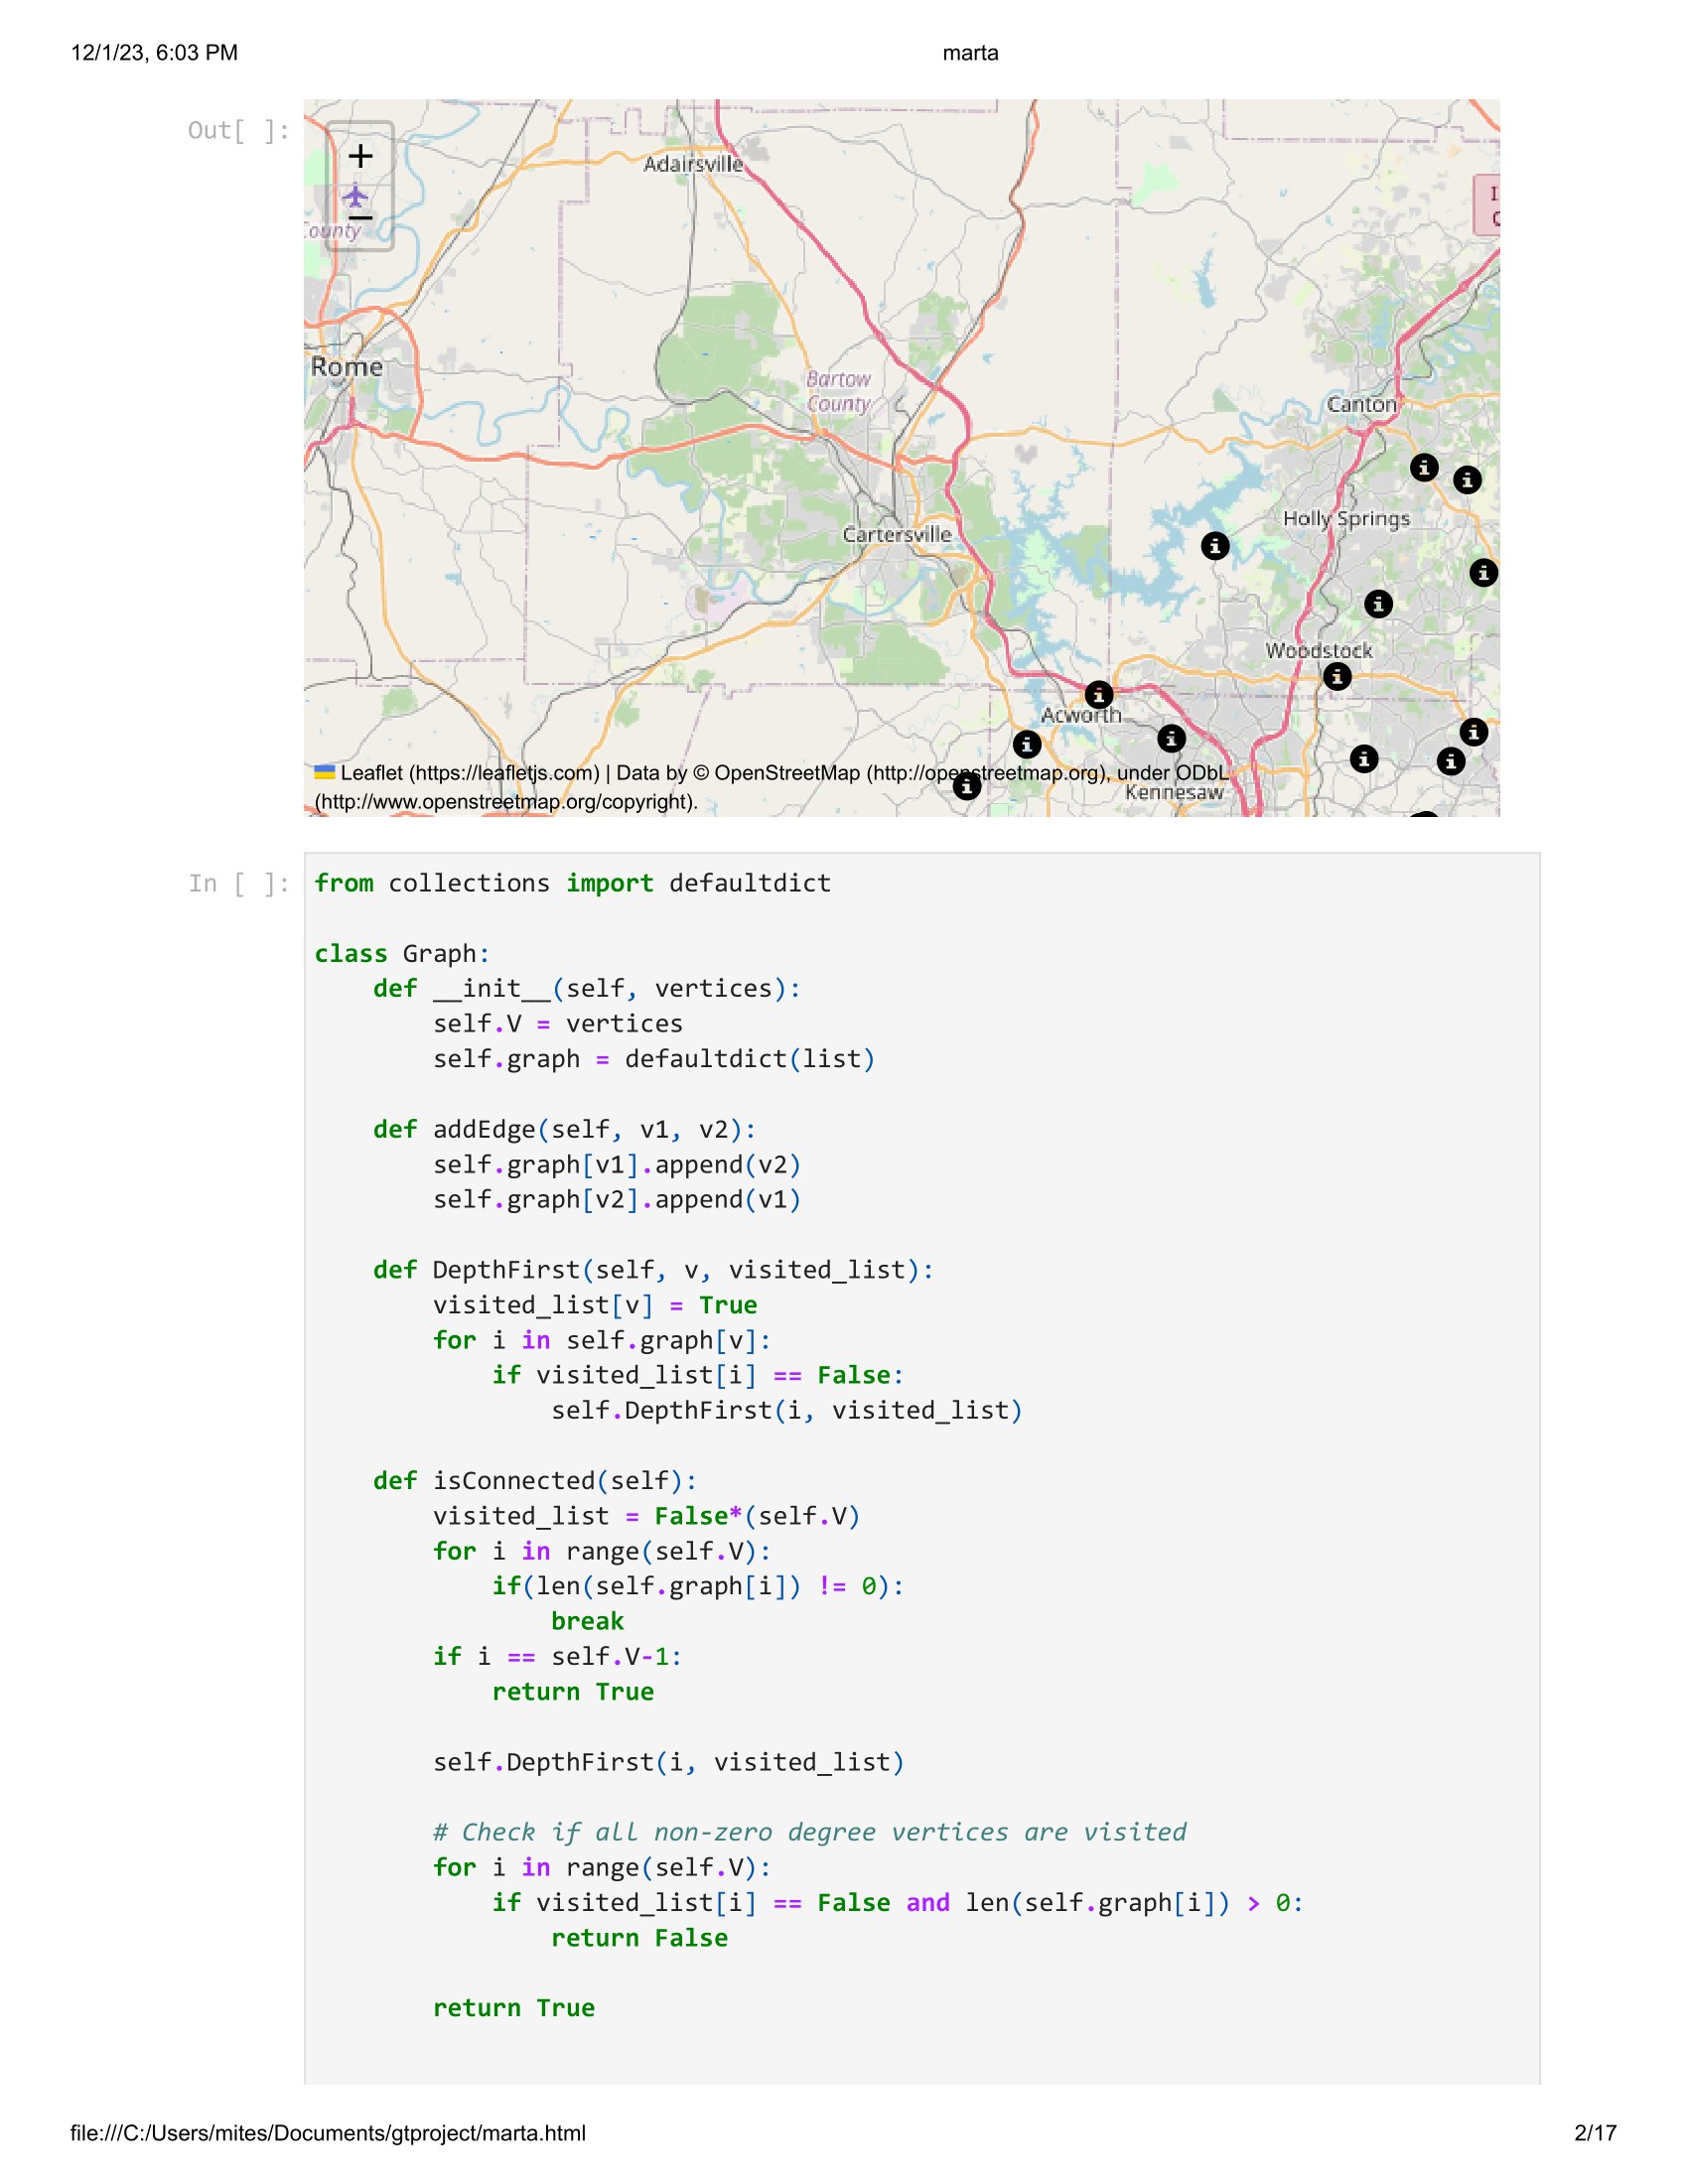 12/1/23, 6:03 PM
marta
Out[ ]:
+
−
County
Adairsville
Rome
Bartow
County
Canton
Holly Springs
Cartersville
Woodstock
Acworth
Leaflet (https://leafletjs.com) | Data by © OpenStreetMap (http://openstreetmap.org), under ODbL
(http://www.openstreetmap.org/copyright).
Kennesaw
In [ ]:
from collections import defaultdict
class Graph:
    def __init__(self, vertices):
        self.V = vertices
        self.graph = defaultdict(list)
    def addEdge(self, v1, v2):
        self.graph[v1].append(v2)
        self.graph[v2].append(v1)
    def DepthFirst(self, v, visited_list):
        visited_list[v] = True
        for i in self.graph[v]:
            if visited_list[i] == False:
                self.DepthFirst(i, visited_list)
    def isConnected(self):
        visited_list = False*(self.V)
        for i in range(self.V):
            if(len(self.graph[i]) != 0):
                break
        if i == self.V-1:
            return True
        self.DepthFirst(i, visited_list)
        # Check if all non-zero degree vertices are visited
        for i in range(self.V):
            if visited_list[i] == False and len(self.graph[i]) > 0:
                return False
        return True
file:///C:/Users/mites/Documents/gtproject/marta.html
2/17